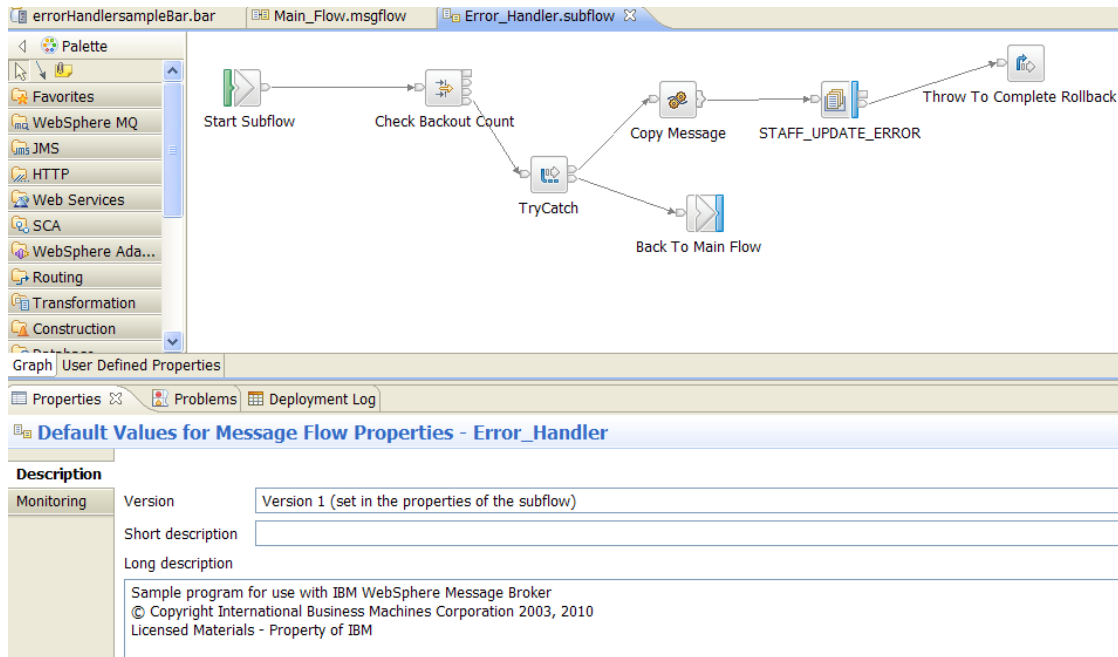 errorHandlersampleBar.bar
Main_Flow.msgflow
Error_Handler.subflow
Palette
Favorites
WebSphere MQ
JMS
JMS
HTTP
Web Services
SCA
WebSphere Ada...
Routing
Transformation
Construction
Start Subflow
Check Backout Count
TryCatch
Copy Message
STAFF_UPDATE_ERROR
Throw To Complete Rollback
Back To Main Flow
Graph
User Defined Properties
Properties
Problems
Deployment Log
Default Values for Message Flow Properties - Error_Handler
Description
Monitoring
Version
Version 1 (set in the properties of the subflow)
Short description
Long description
Sample program for use with IBM WebSphere Message Broker
© Copyright International Business Machines Corporation 2003, 2010
Licensed Materials - Property of IBM